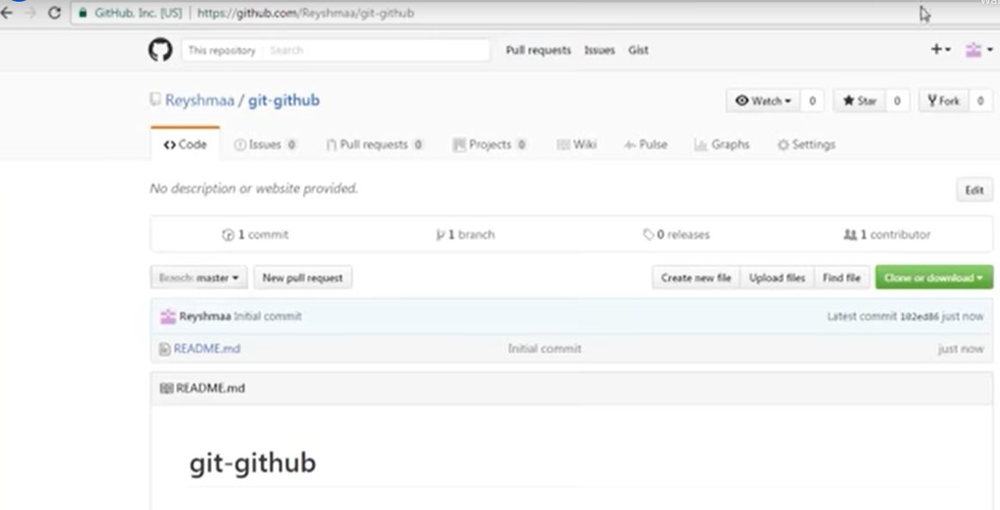 GitHub, Inc. [US] | https://github.com/Reyshmaa/git-github
This repository Search Pull requests Issues Gist
Reyshmaa / git-github Watch 0 Star 0 Fork 0
Code Issues 0 Pull requests 0 Projects 0 Wiki Pulse Graphs Settings
No description or website provided. Edit
1 commit 1 branch 0 releases 1 contributor
Branch: master New pull request Create new file Upload files Find file Clone or download
Reyshmaa Initial commit Latest commit 102ed86 just now
README.md Initial commit just now
README.md
git-github